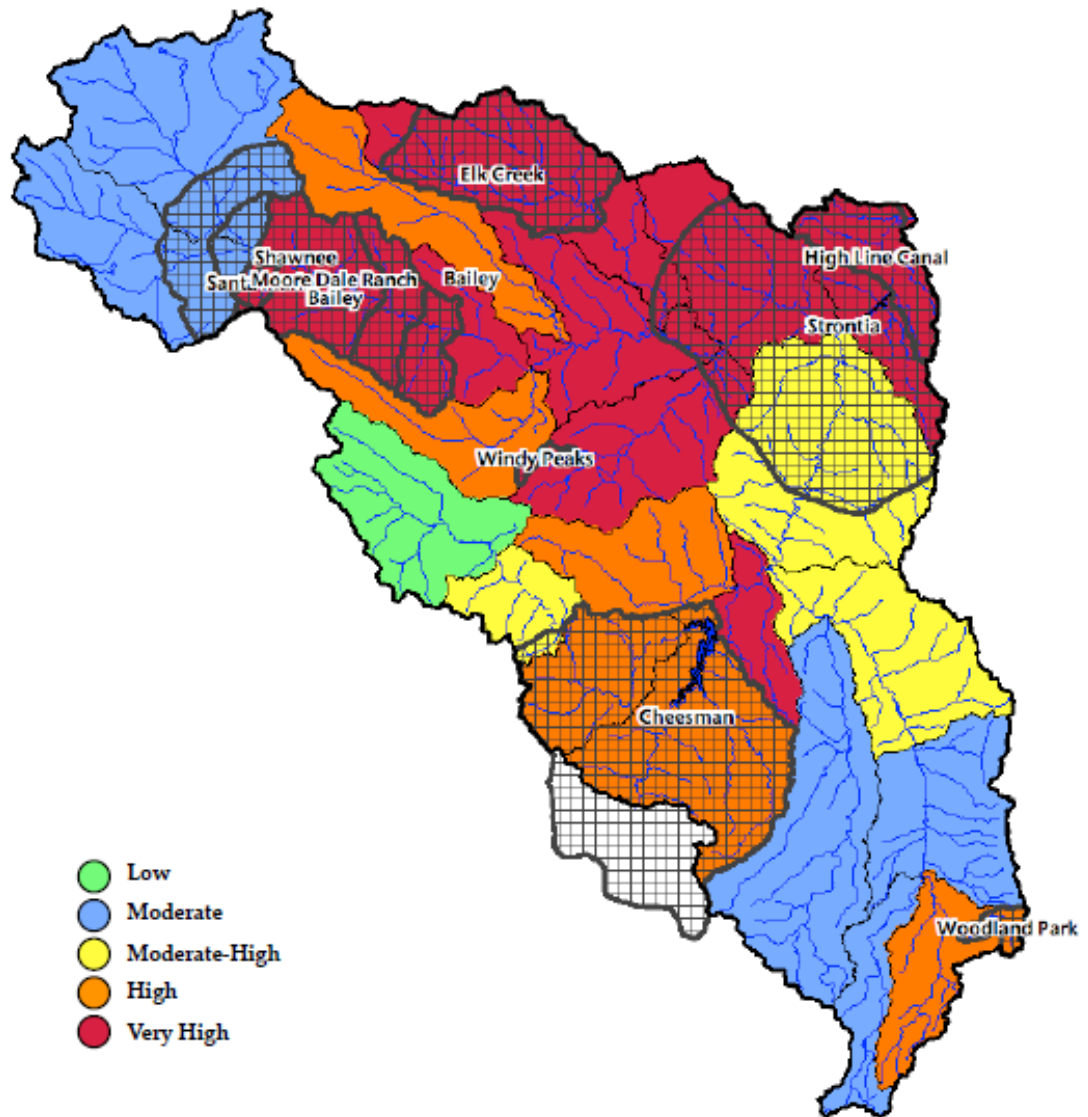 Elk Creek
High Line Canal
Shawnee
Moore Dale Ranch
Bailey
Bailey
Strontia
Windy Peaks
Cheesman
Woodland Park
Low
Moderate
Moderate-High
High
Very High